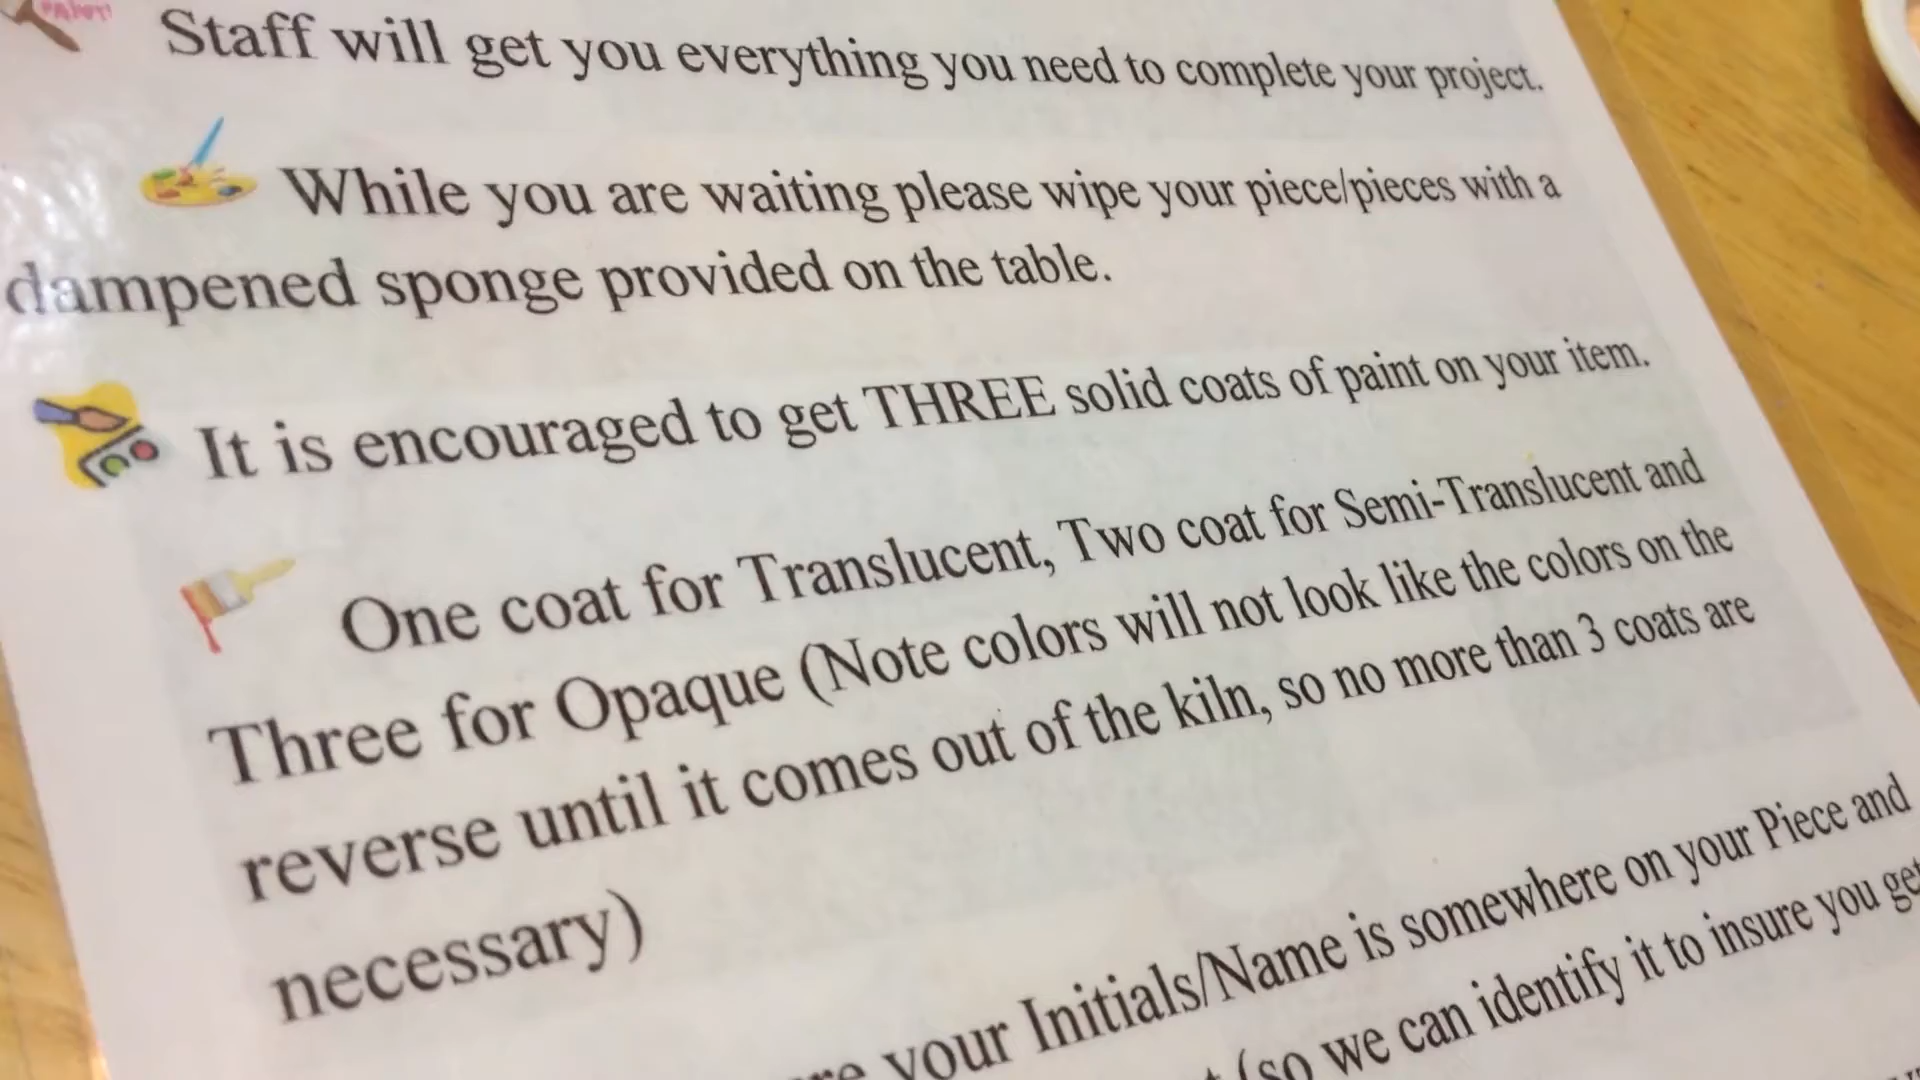 PAINT!
Staff will get you everything you need to complete your project.
While you are waiting please wipe your piece/pieces with a
dampened sponge provided on the table.
It is encouraged to get THREE solid coats of paint on your item.
One coat for Translucent, Two coat for Semi-Translucent and
Three for Opaque (Note colors will not look like the colors on the
reverse until it comes out of the kiln, so no more than 3 coats are
necessary)
your Initials/Name is somewhere on your Piece and
(so we can identify it to insure you get